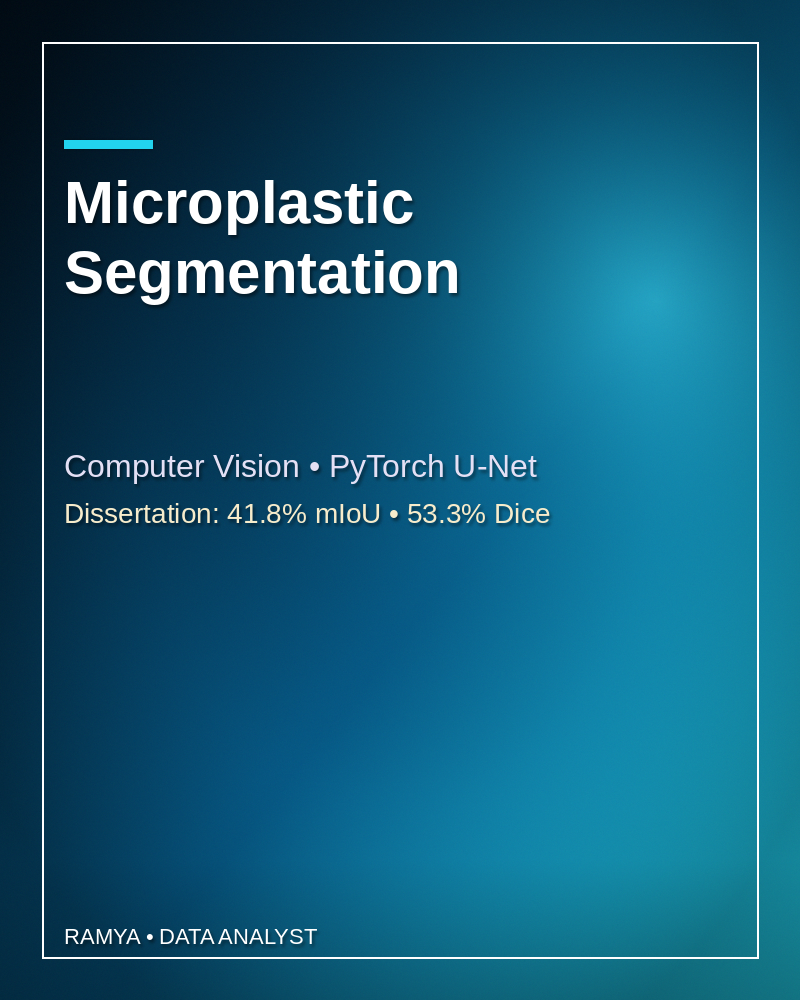 Microplastic
Segmentation
Computer Vision • PyTorch U-Net
Dissertation: 41.8% mIoU • 53.3% Dice
RAMYA • DATA ANALYST